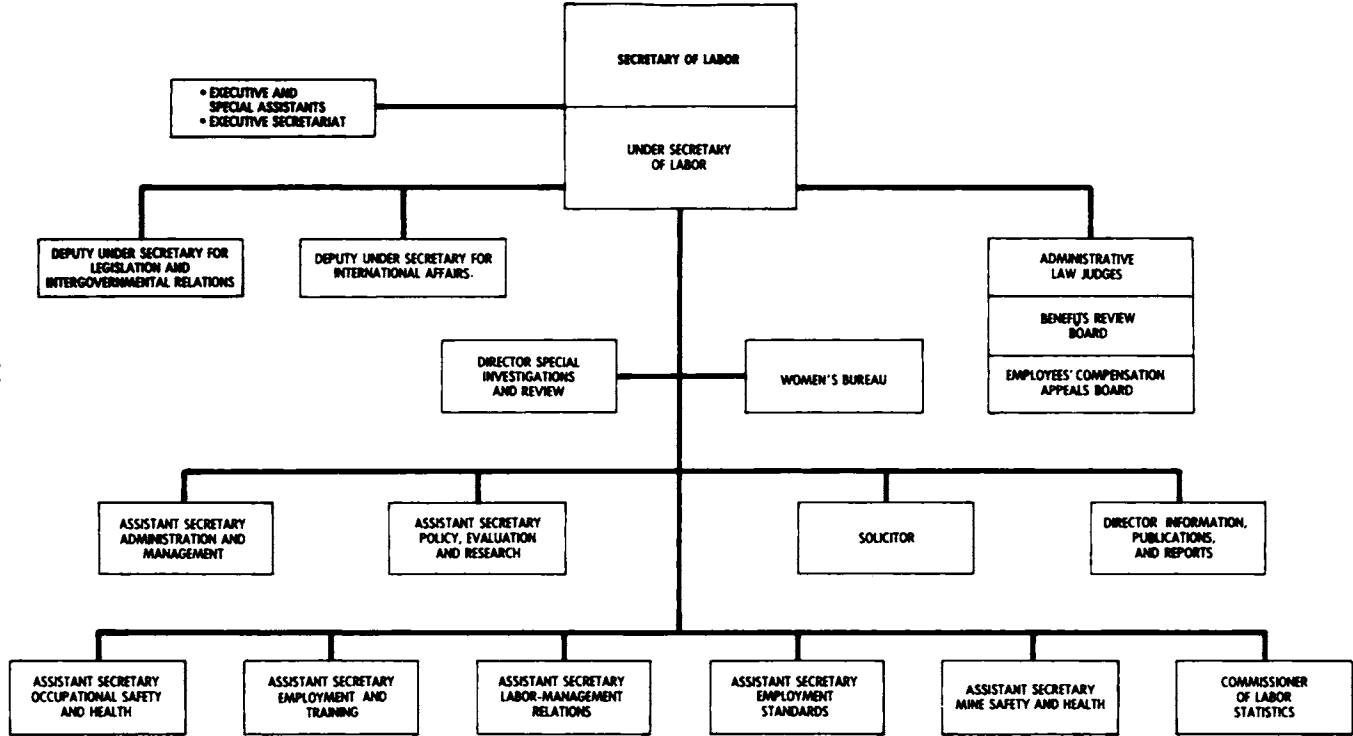 SECRETARY OF LABOR
• EXECUTIVE AND
SPECIAL ASSISTANTS
• EXECUTIVE SECRETARIAT
UNDER SECRETARY
OF LABOR
DEPUTY UNDER SECRETARY FOR
LEGISLATION AND
INTERGOVERNMENTAL RELATIONS
DEPUTY UNDER SECRETARY FOR
INTERNATIONAL AFFAIRS.
ADMINISTRATIVE
LAW JUDGES
BENEFITS REVIEW
BOARD
EMPLOYEES' COMPENSATION
APPEALS BOARD
DIRECTOR SPECIAL
INVESTIGATIONS
AND REVIEW
WOMEN'S BUREAU
ASSISTANT SECRETARY
ADMINISTRATION AND
MANAGEMENT
ASSISTANT SECRETARY
POLICY, EVALUATION
AND RESEARCH
SOLICITOR
DIRECTOR INFORMATION,
PUBLICATIONS,
AND REPORTS
ASSISTANT SECRETARY
OCCUPATIONAL SAFETY
AND HEALTH
ASSISTANT SECRETARY
EMPLOYMENT AND
TRAINING
ASSISTANT SECRETARY
LABOR-MANAGEMENT
RELATIONS
ASSISTANT SECRETARY
EMPLOYMENT
STANDARDS
ASSISTANT SECRETARY
MINE SAFETY AND HEALTH
COMMISSIONER
OF LABOR
STATISTICS